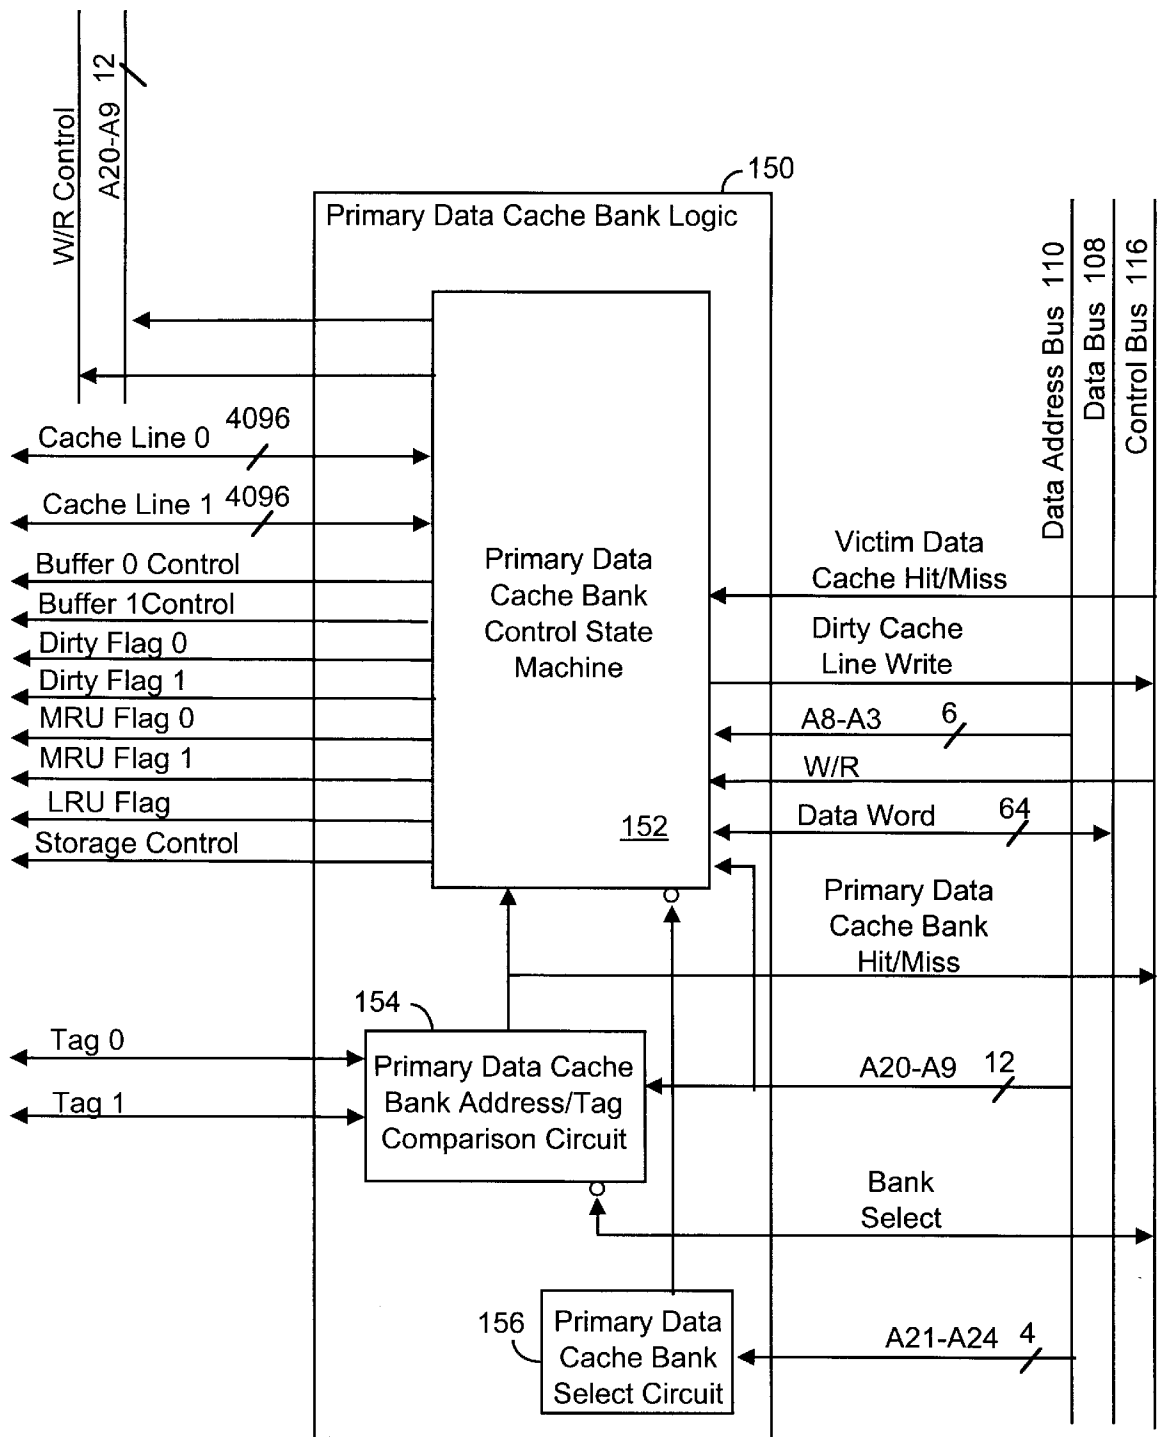 W/R Control
A20-A9 12
150
Primary Data Cache Bank Logic
Data Address Bus 110
Data Bus 108
Control Bus 116
Cache Line 0 4096
Cache Line 1 4096
Buffer 0 Control
Buffer 1Control
Dirty Flag 0
Dirty Flag 1
MRU Flag 0
MRU Flag 1
LRU Flag
Storage Control
Primary Data
Cache Bank
Control State
Machine
152
Victim Data
Cache Hit/Miss
Dirty Cache
Line Write
A8-A3 6
W/R
Data Word 64
Primary Data
Cache Bank
Hit/Miss
154
Tag 0
Tag 1
Primary Data Cache
Bank Address/Tag
Comparison Circuit
A20-A9 12
Bank
Select
156
Primary Data
Cache Bank
Select Circuit
A21-A24 4